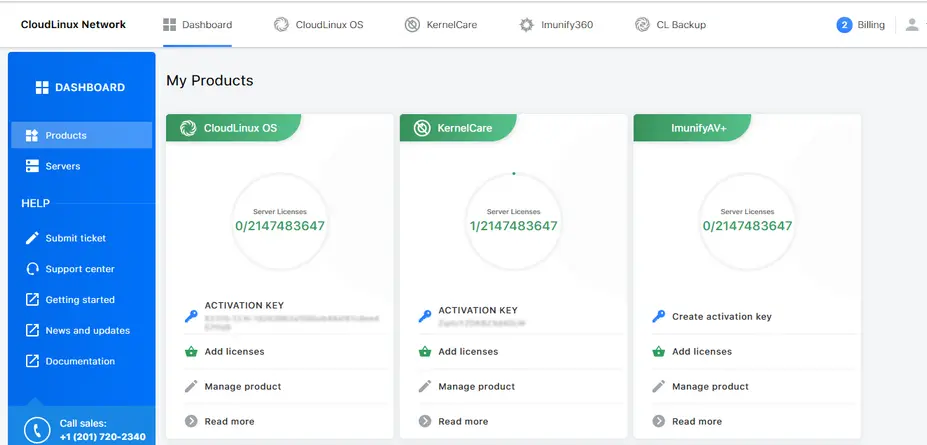 CloudLinux Network
Dashboard
CloudLinux OS
KernelCare
Imunify360
CL Backup
2
Billing
DASHBOARD
Products
Servers
HELP
Submit ticket
Support center
Getting started
News and updates
Documentation
Call sales:
+1 (201) 720-2340
My Products
CloudLinux OS
Server Licenses
0/2147483647
ACTIVATION KEY
Add licenses
Manage product
Read more
KernelCare
Server Licenses
1/2147483647
ACTIVATION KEY
Add licenses
Manage product
Read more
ImunifyAV+
Server Licenses
0/2147483647
Create activation key
Add licenses
Manage product
Read more